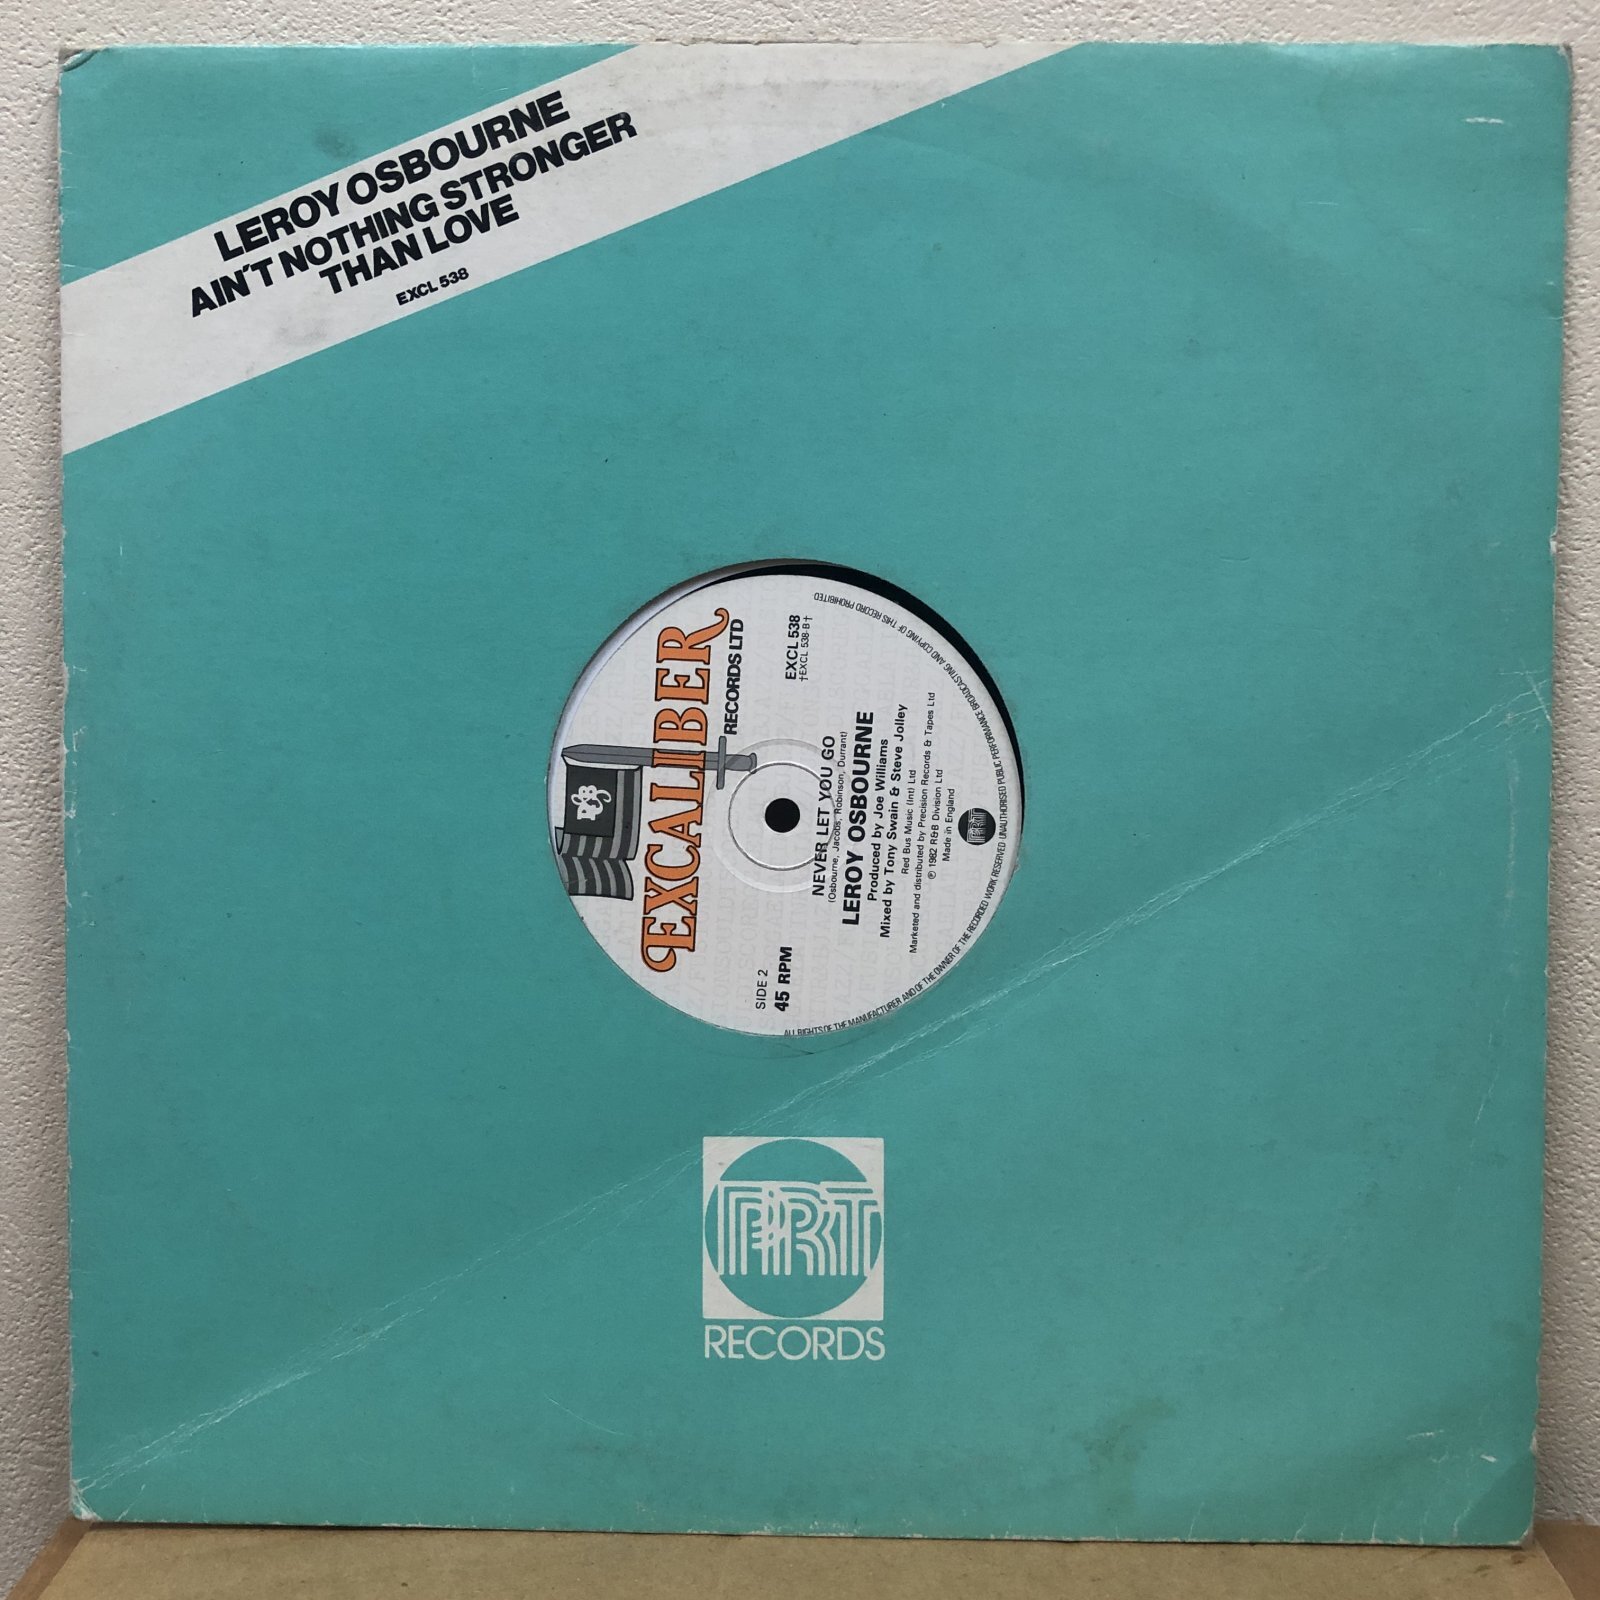 LEROY OSBOURNE
AIN'T NOTHING STRONGER
THAN LOVE
EXCL 538
EXCALIBER
RECORDS LTD
R&B
SIDE 2
45 RPM
EXCL 538
†EXCL 538-B†
NEVER LET YOU GO
(Osbourne, Jacobs, Robinson, Durrant)
LEROY OSBOURNE
Produced by Joe Williams
Mixed by Tony Swain & Steve Jolley
Red Bus Music (Int) Ltd
Marketed and distributed by Precision Records & Tapes Ltd
℗ 1982 R&B Division Ltd
Made in England
PRT
ALL RIGHTS OF THE MANUFACTURER AND OF THE OWNER OF THE RECORDED WORK RESERVED UNAUTHORISED PUBLIC PERFORMANCE BROADCASTING AND COPYING OF THIS RECORD PROHIBITED
PRT
RECORDS